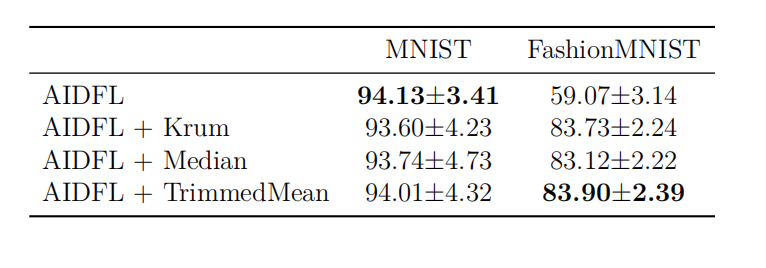 MNIST FashionMNIST
AIDFL 94.13±3.41 59.07±3.14
AIDFL + Krum 93.60±4.23 83.73±2.24
AIDFL + Median 93.74±4.73 83.12±2.22
AIDFL + TrimmedMean 94.01±4.32 83.90±2.39